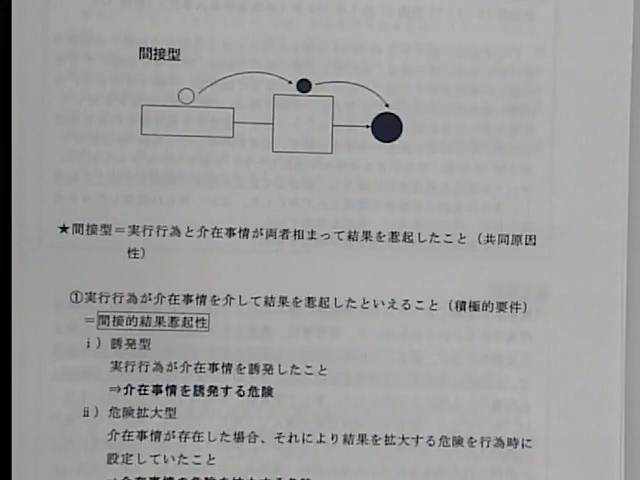 間接型
★間接型＝実行行為と介在事情が両者相まって結果を惹起したこと（共同原因
性）
①実行行為が介在事情を介して結果を惹起したといえること（積極的要件）
＝間接的結果惹起性
ⅰ）誘発型
実行行為が介在事情を誘発したこと
⇒介在事情を誘発する危険
ⅱ）危険拡大型
介在事情が存在した場合、それにより結果を拡大する危険を行為時に
設定していたこと